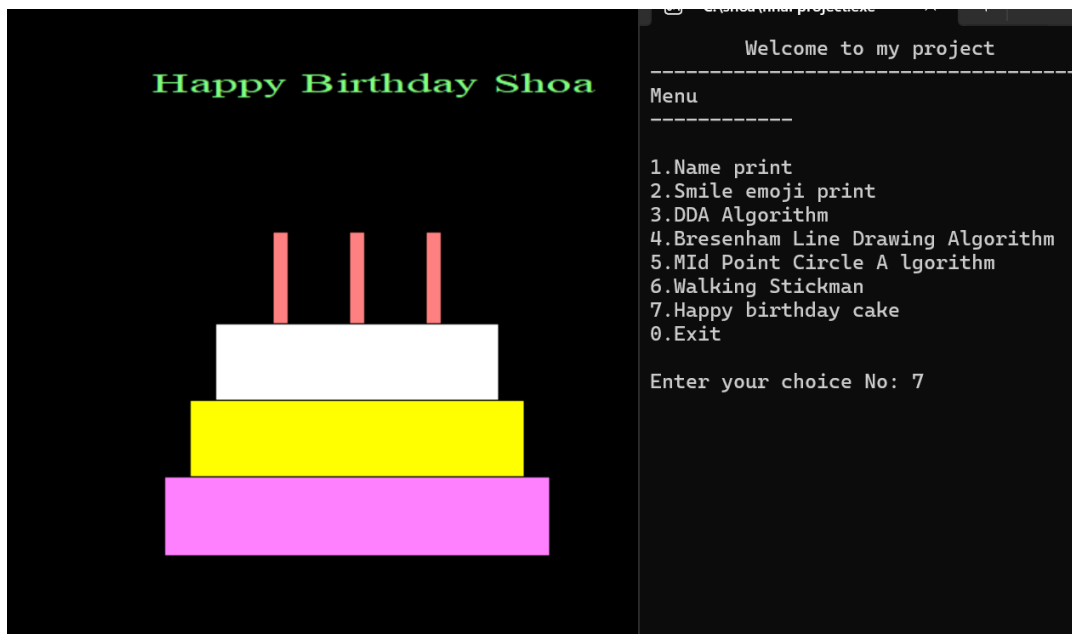 Happy Birthday Shoa
Welcome to my project
------------------------------------
Menu
------------
1.Name print
2.Smile emoji print
3.DDA Algorithm
4.Bresenham Line Drawing Algorithm
5.MId Point Circle A lgorithm
6.Walking Stickman
7.Happy birthday cake
0.Exit
Enter your choice No: 7